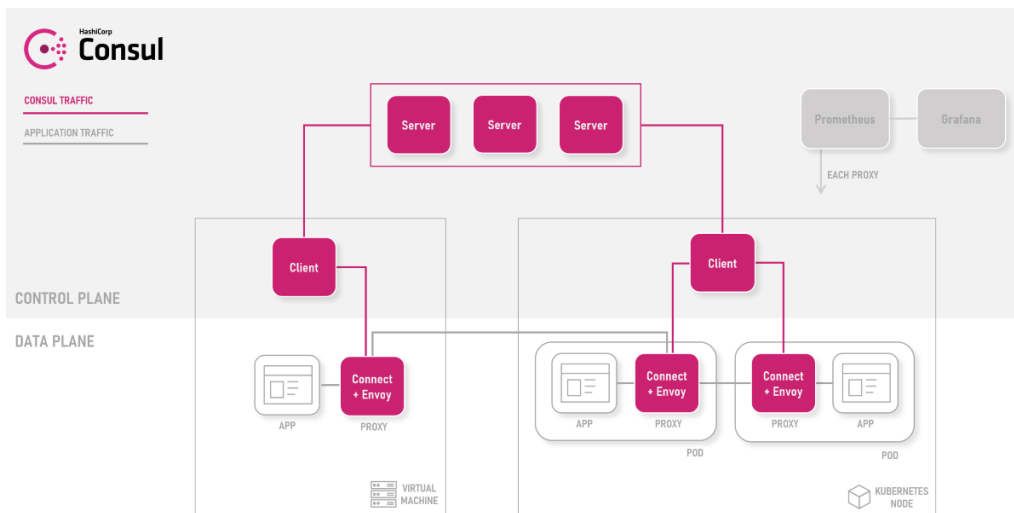 HashiCorp
Consul
CONSUL TRAFFIC
APPLICATION TRAFFIC
Server
Server
Server
Prometheus
Grafana
EACH PROXY
Client
Client
CONTROL PLANE
DATA PLANE
Connect
+ Envoy
APP
PROXY
Connect
+ Envoy
APP
PROXY
POD
Connect
+ Envoy
PROXY
APP
POD
VIRTUAL
MACHINE
KUBERNETES
NODE